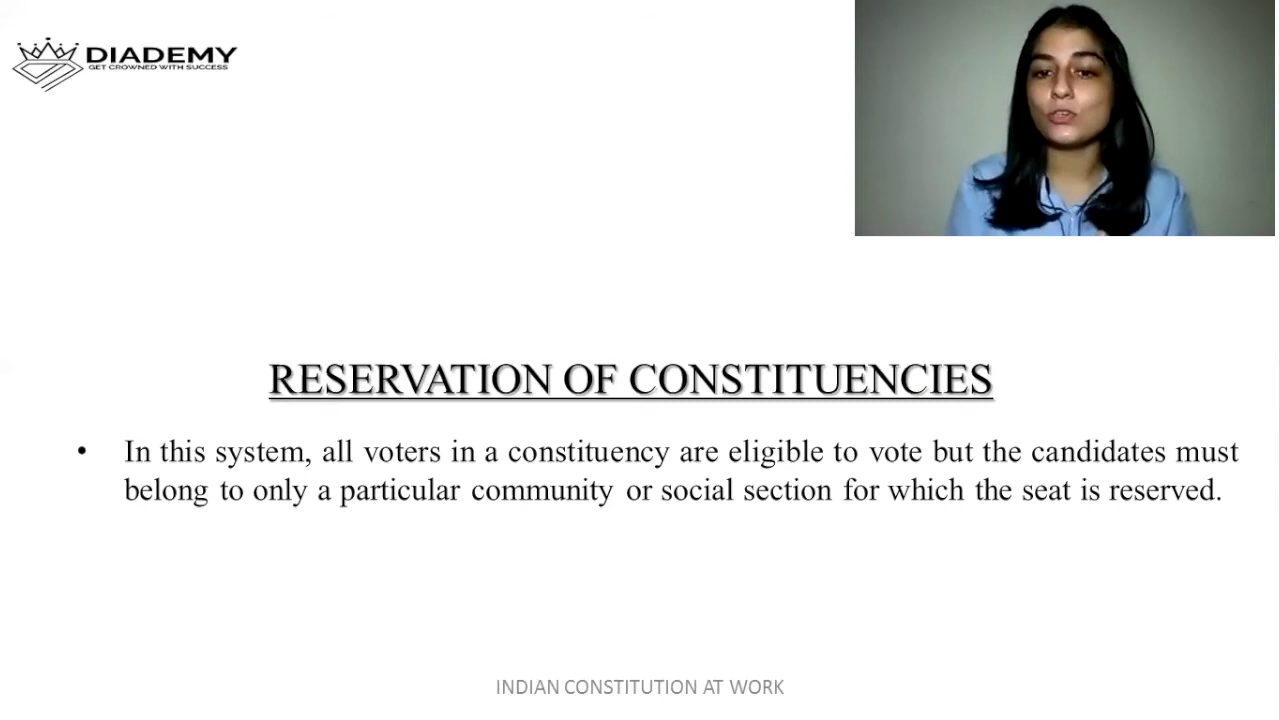 DIADEMY
GET CROWNED WITH SUCCESS
RESERVATION OF CONSTITUENCIES
• In this system, all voters in a constituency are eligible to vote but the candidates must
belong to only a particular community or social section for which the seat is reserved.
INDIAN CONSTITUTION AT WORK